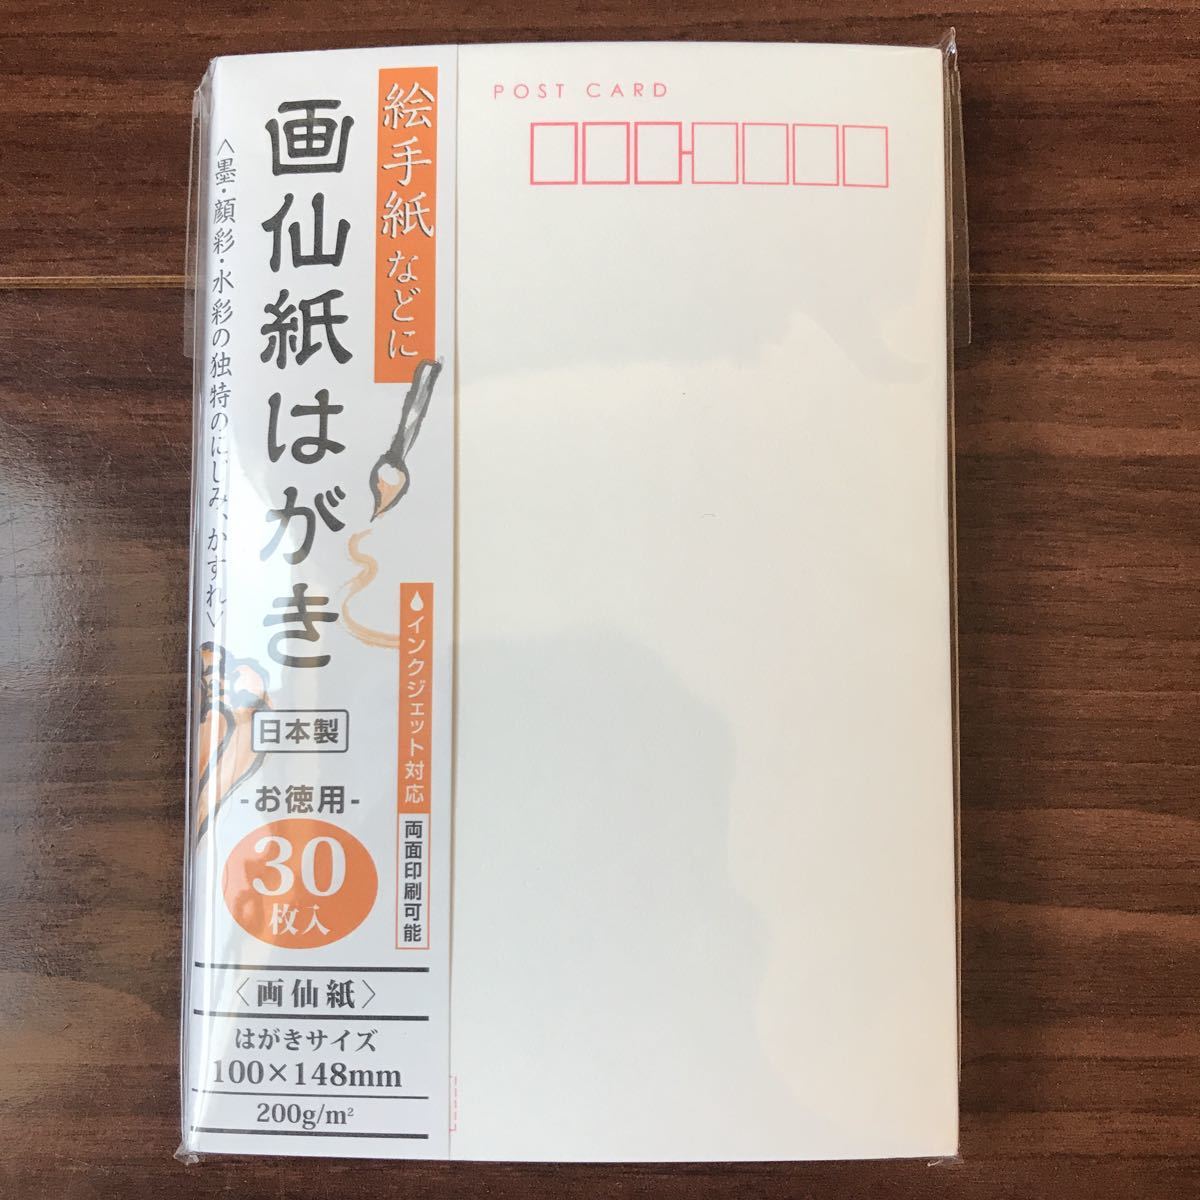 絵手紙などに
画仙紙はがき
〈墨・顔彩・水彩の独特のにじみ、かすれ〉
インクジェット対応
両面印刷可能
日本製
-お徳用-
30
枚入
〈画仙紙〉
はがきサイズ
100×148mm
200g/m²
POST CARD